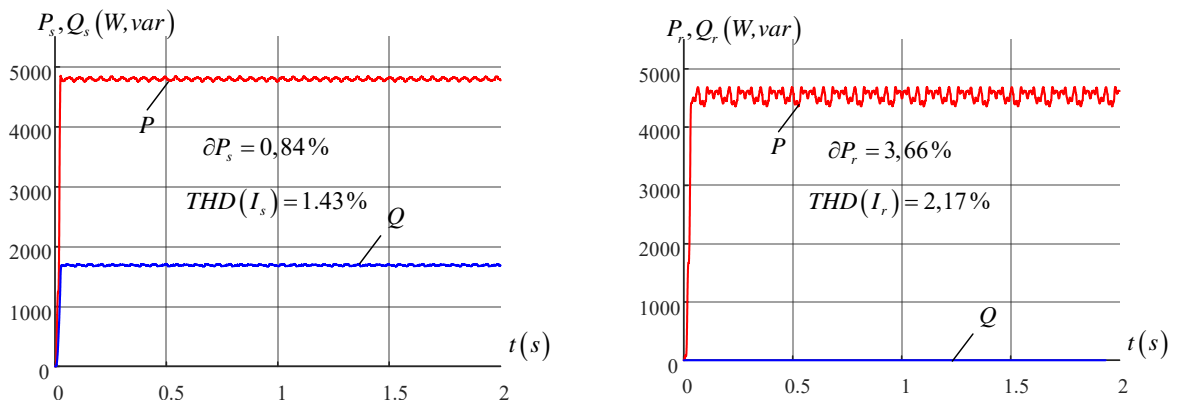 P_s, Q_s (W, var)
5000
4000
3000
2000
1000
0
P
∂P_s = 0,84%
THD(I_s) = 1.43%
Q
t(s)
0 0.5 1 1.5 2
P_r, Q_r (W, var)
5000
4000
3000
2000
1000
0
P
∂P_r = 3,66%
THD(I_r) = 2,17%
Q
t(s)
0 0.5 1 1.5 2